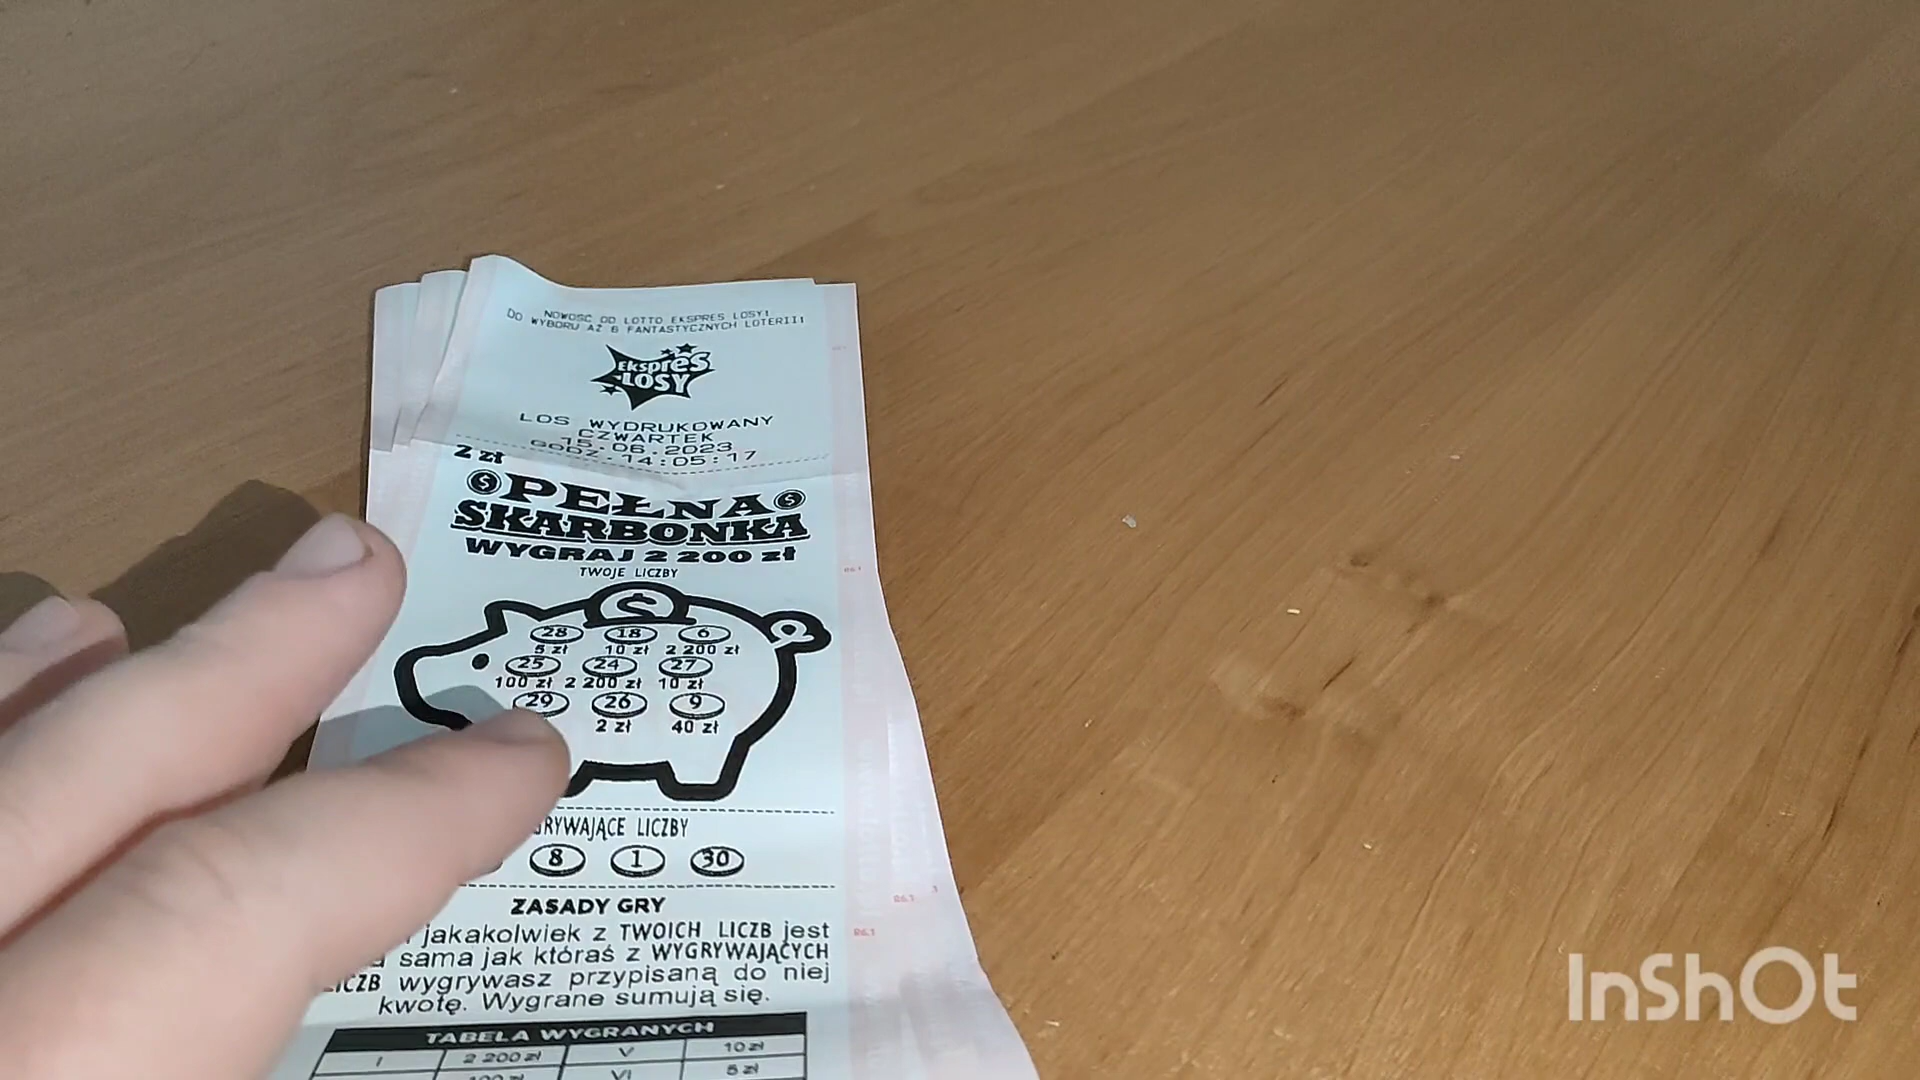 NOWOŚĆ OD LOTTO EKSPRES LOSY!
DO WYBORU AŻ 6 FANTASTYCZNYCH LOTERII!
Ekspres
LOSY
LOS WYDRUKOWANY
CZWARTEK
15.06.2023
GODZ. 14:05:17
2 zł
PEŁNA
SKARBONKA
WYGRAJ 2 200 zł
TWOJE LICZBY
28 18 6
5 zł 10 zł 2 200 zł
25 24 27
100 zł 2 200 zł 10 zł
29 26 9
2 zł 40 zł
LICZBY
8 1 30
ZASADY GRY
jakakolwiek z TWOICH LICZB jest
sama jak któraś z WYGRYWAJĄCYCH
LICZB wygrywasz przypisaną do niej
kwotę. Wygrane sumują się.
TABELA WYGRANYCH
I 2 200 zł V 10 zł
100 zł VI 5 zł
InShOt